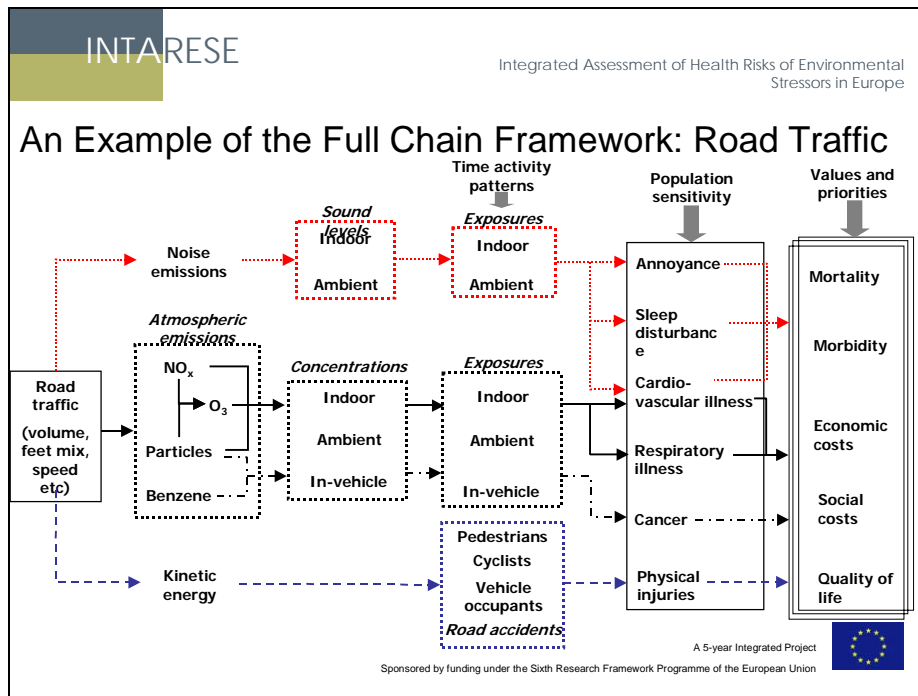 INTARESE
Integrated Assessment of Health Risks of Environmental
Stressors in Europe
An Example of the Full Chain Framework: Road Traffic
Time activity
patterns
Population
sensitivity
Values and
priorities
Sound
levels
Indoor
Ambient
Exposures
Indoor
Ambient
Noise
emissions
Annoyance
Sleep
disturbanc
e
Cardio-
vascular illness
Respiratory
illness
Cancer
Physical
injuries
Mortality
Morbidity
Economic
costs
Social
costs
Quality of
life
Atmospheric
emissions
NOx
O3
Particles
Benzene
Concentrations
Indoor
Ambient
In-vehicle
Exposures
Indoor
Ambient
In-vehicle
Road
traffic
(volume,
feet mix,
speed
etc)
Kinetic
energy
Pedestrians
Cyclists
Vehicle
occupants
Road accidents
A 5-year Integrated Project
Sponsored by funding under the Sixth Research Framework Programme of the European Union